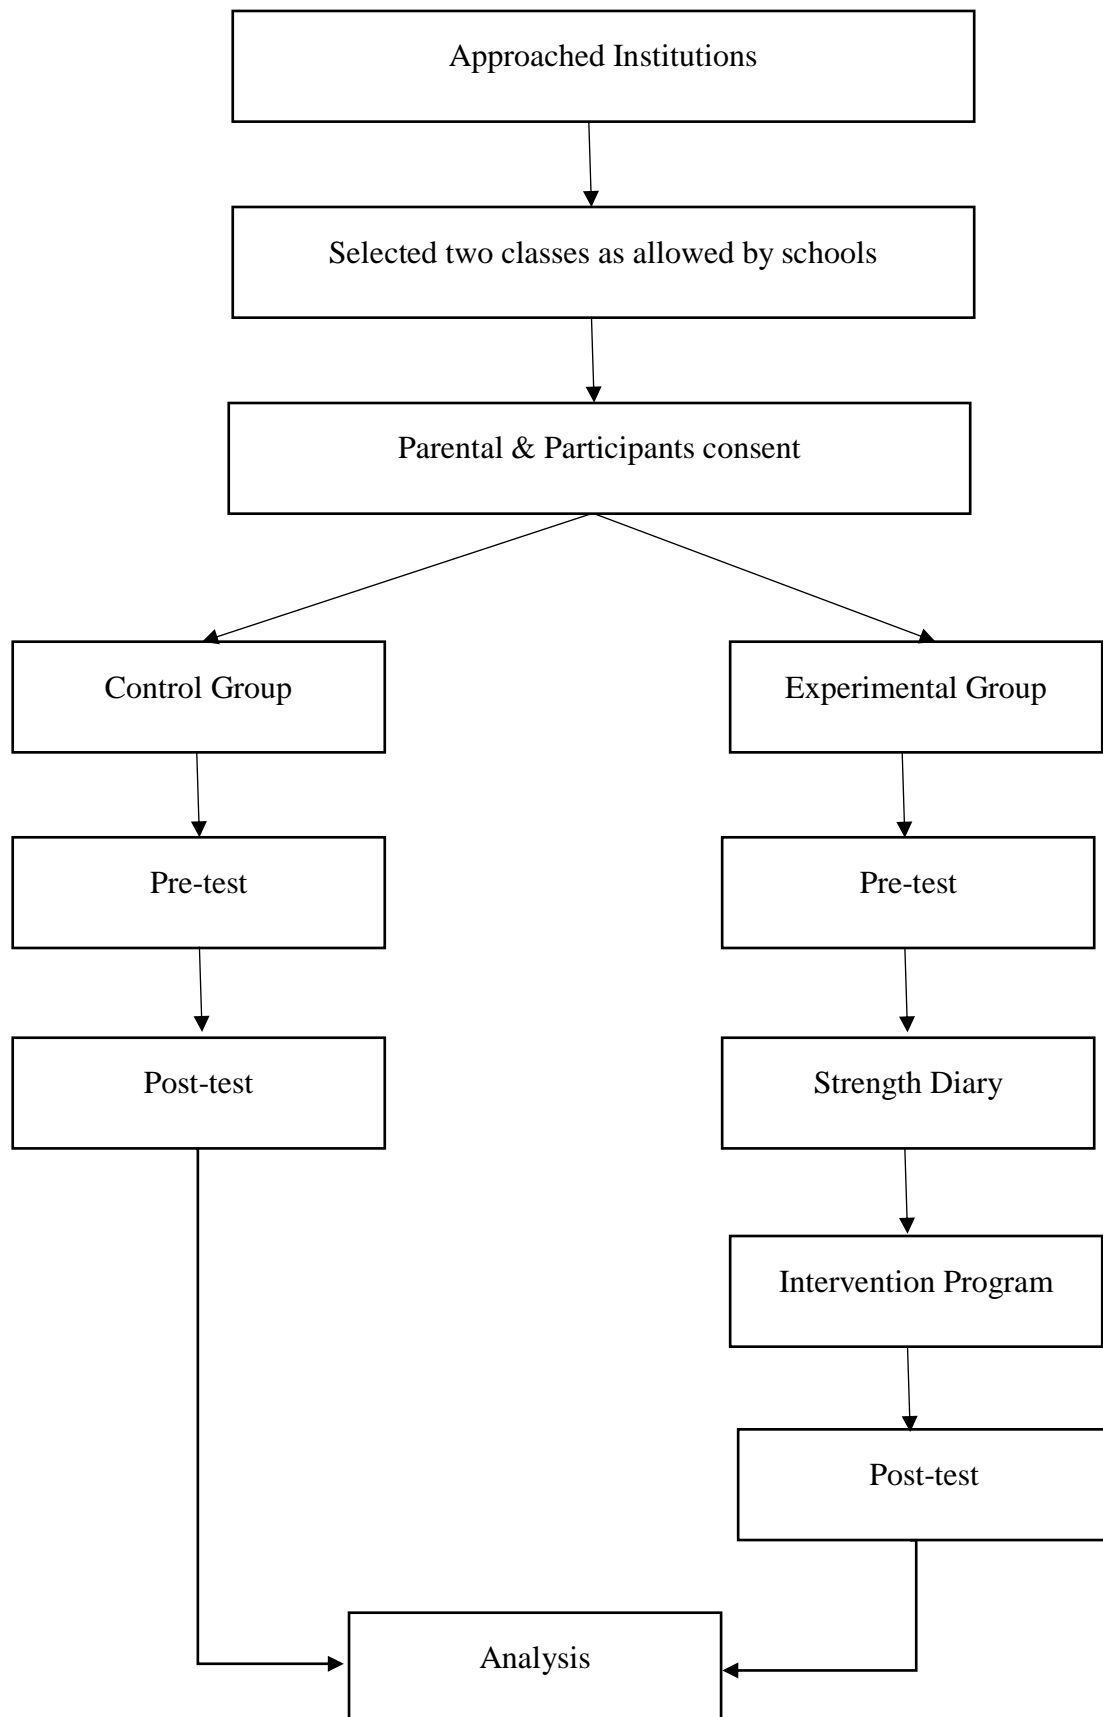 Approached Institutions
Selected two classes as allowed by schools
Parental & Participants consent
Control Group
Experimental Group
Pre-test
Pre-test
Post-test
Strength Diary
Intervention Program
Post-test
Analysis